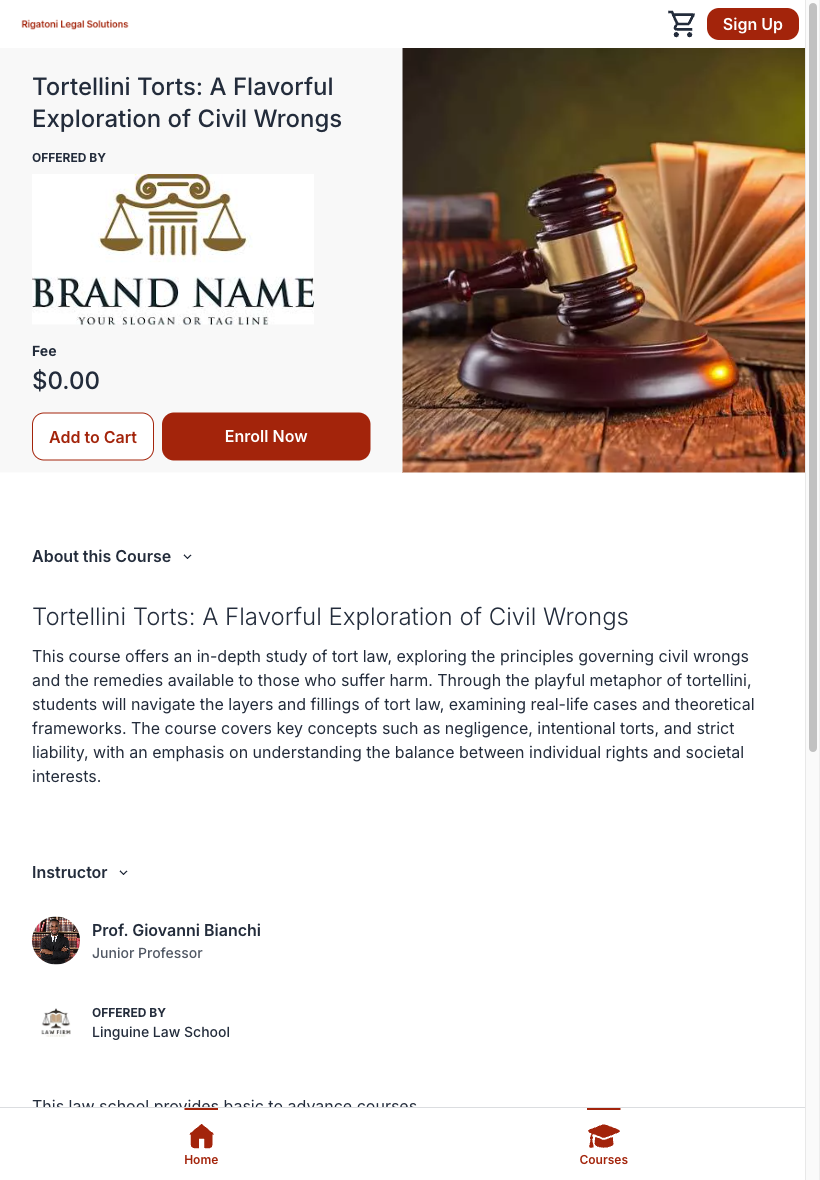 Rigatoni Legal Solutions
Sign Up
Tortellini Torts: A Flavorful
Exploration of Civil Wrongs
OFFERED BY
BRAND NAME
YOUR SLOGAN OR TAG LINE
Fee
$0.00
Add to Cart
Enroll Now
About this Course
Tortellini Torts: A Flavorful Exploration of Civil Wrongs
This course offers an in-depth study of tort law, exploring the principles governing civil wrongs
and the remedies available to those who suffer harm. Through the playful metaphor of tortellini,
students will navigate the layers and fillings of tort law, examining real-life cases and theoretical
frameworks. The course covers key concepts such as negligence, intentional torts, and strict
liability, with an emphasis on understanding the balance between individual rights and societal
interests.
Instructor
Prof. Giovanni Bianchi
Junior Professor
LAW FIRM
OFFERED BY
Linguine Law School
This law school provides basic to advance courses
Home
Courses